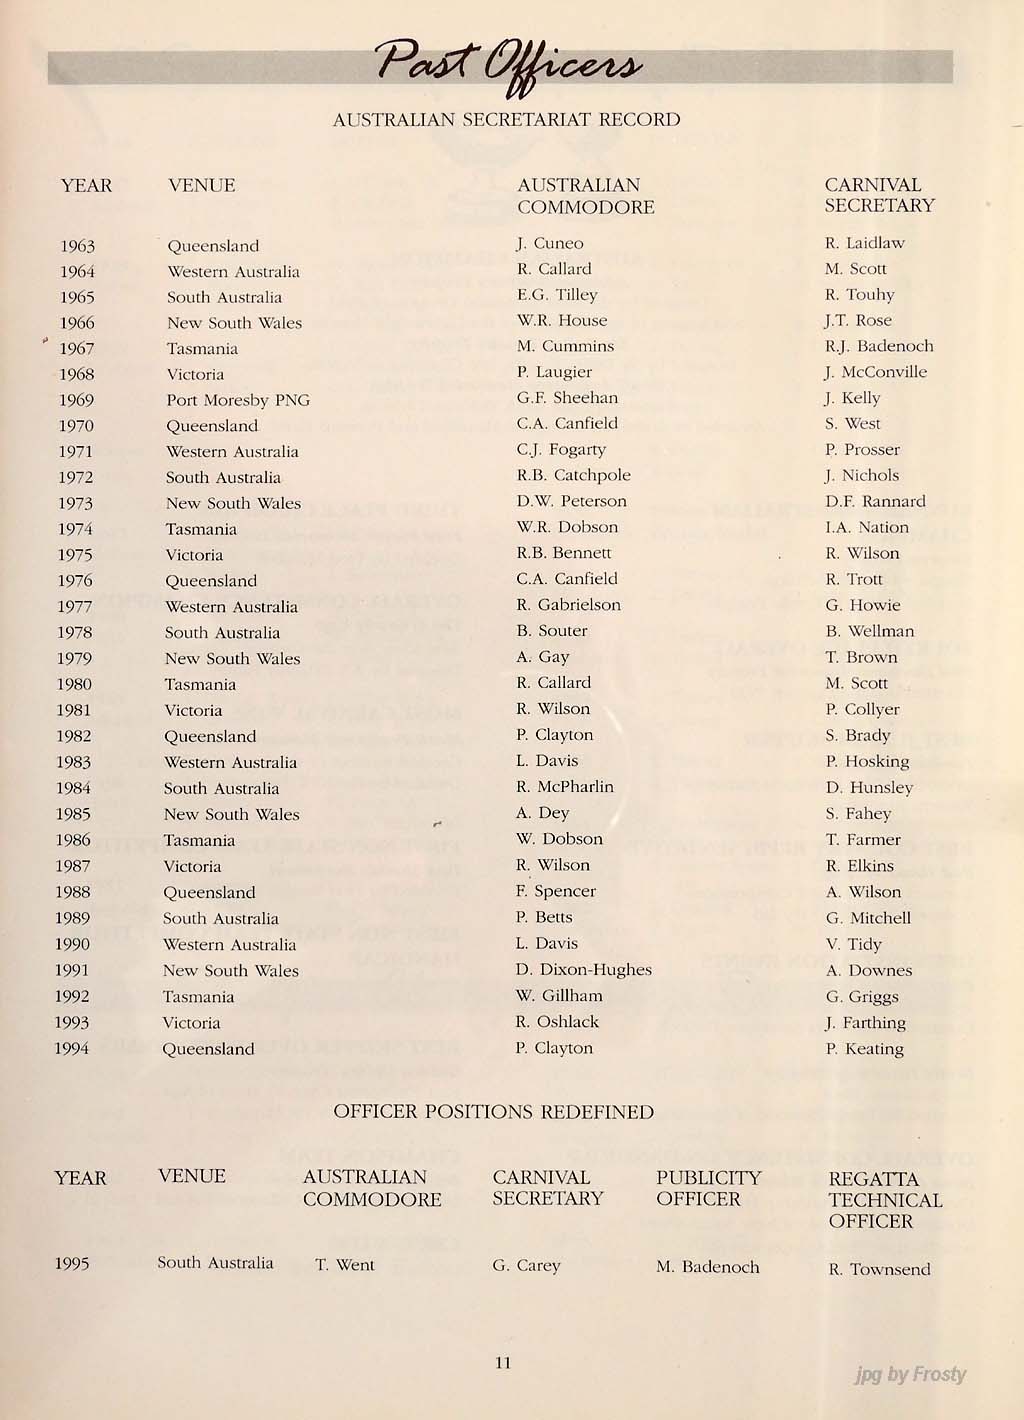 Past Officers
AUSTRALIAN SECRETARIAT RECORD
YEAR VENUE AUSTRALIAN COMMODORE CARNIVAL SECRETARY
1963 Queensland J. Cuneo R. Laidlaw
1964 Western Australia R. Callard M. Scott
1965 South Australia E.G. Tilley R. Touhy
1966 New South Wales W.R. House J.T. Rose
1967 Tasmania M. Cummins R.J. Badenoch
1968 Victoria P. Laugier J. McConville
1969 Port Moresby PNG G.F. Sheehan J. Kelly
1970 Queensland C.A. Canfield S. West
1971 Western Australia C.J. Fogarty P. Prosser
1972 South Australia R.B. Catchpole J. Nichols
1973 New South Wales D.W. Peterson D.F. Rannard
1974 Tasmania W.R. Dobson I.A. Nation
1975 Victoria R.B. Bennett R. Wilson
1976 Queensland C.A. Canfield R. Trott
1977 Western Australia R. Gabrielson G. Howie
1978 South Australia B. Souter B. Wellman
1979 New South Wales A. Gay T. Brown
1980 Tasmania R. Callard M. Scott
1981 Victoria R. Wilson P. Collyer
1982 Queensland P. Clayton S. Brady
1983 Western Australia L. Davis P. Hosking
1984 South Australia R. McPharlin D. Hunsley
1985 New South Wales A. Dey S. Fahey
1986 Tasmania W. Dobson T. Farmer
1987 Victoria R. Wilson R. Elkins
1988 Queensland F. Spencer A. Wilson
1989 South Australia P. Betts G. Mitchell
1990 Western Australia L. Davis V. Tidy
1991 New South Wales D. Dixon-Hughes A. Downes
1992 Tasmania W. Gillham G. Griggs
1993 Victoria R. Oshlack J. Farthing
1994 Queensland P. Clayton P. Keating
OFFICER POSITIONS REDEFINED
YEAR VENUE AUSTRALIAN COMMODORE CARNIVAL SECRETARY PUBLICITY OFFICER REGATTA TECHNICAL OFFICER
1995 South Australia T. Went G. Carey M. Badenoch R. Townsend
11
jpg by Frosty